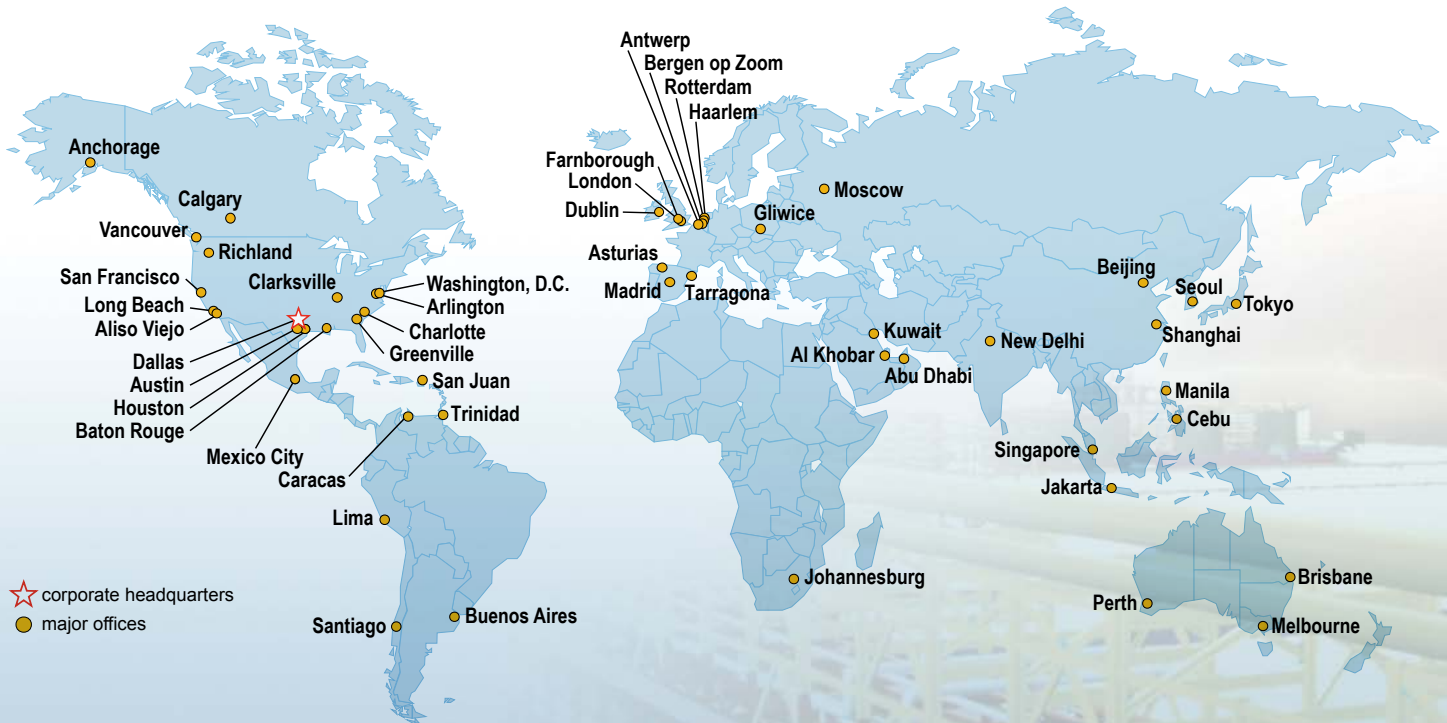 Antwerp
Bergen op Zoom
Rotterdam
Haarlem
Anchorage
Farnborough
London
Dublin
Moscow
Gliwice
Calgary
Vancouver
Richland
Asturias
Madrid
Tarragona
San Francisco
Clarksville
Washington, D.C.
Long Beach
Arlington
Aliso Viejo
Charlotte
Greenville
Dallas
Austin
Houston
Baton Rouge
Beijing
Seoul
Tokyo
Shanghai
Kuwait
New Delhi
Al Khobar
Abu Dhabi
San Juan
Trinidad
Manila
Cebu
Mexico City
Caracas
Singapore
Jakarta
Lima
Johannesburg
Brisbane
Perth
Melbourne
Santiago
Buenos Aires
corporate headquarters
major offices